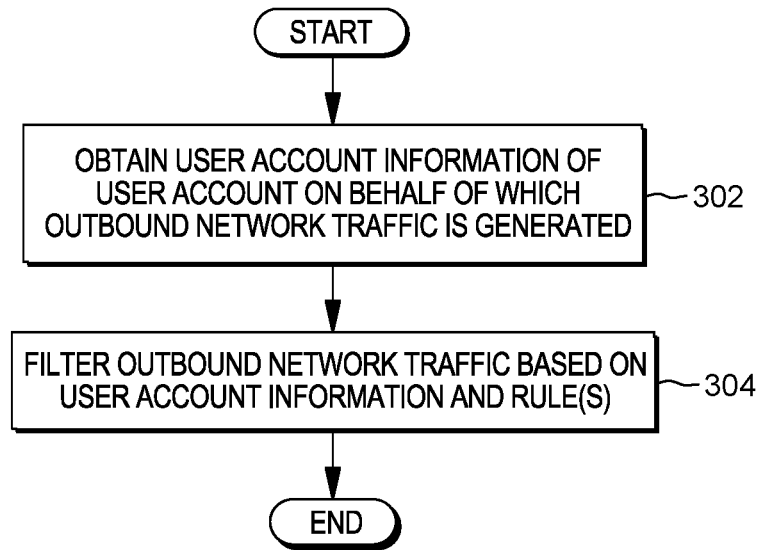 START
OBTAIN USER ACCOUNT INFORMATION OF
USER ACCOUNT ON BEHALF OF WHICH
OUTBOUND NETWORK TRAFFIC IS GENERATED
302
FILTER OUTBOUND NETWORK TRAFFIC BASED ON
USER ACCOUNT INFORMATION AND RULE(S)
304
END